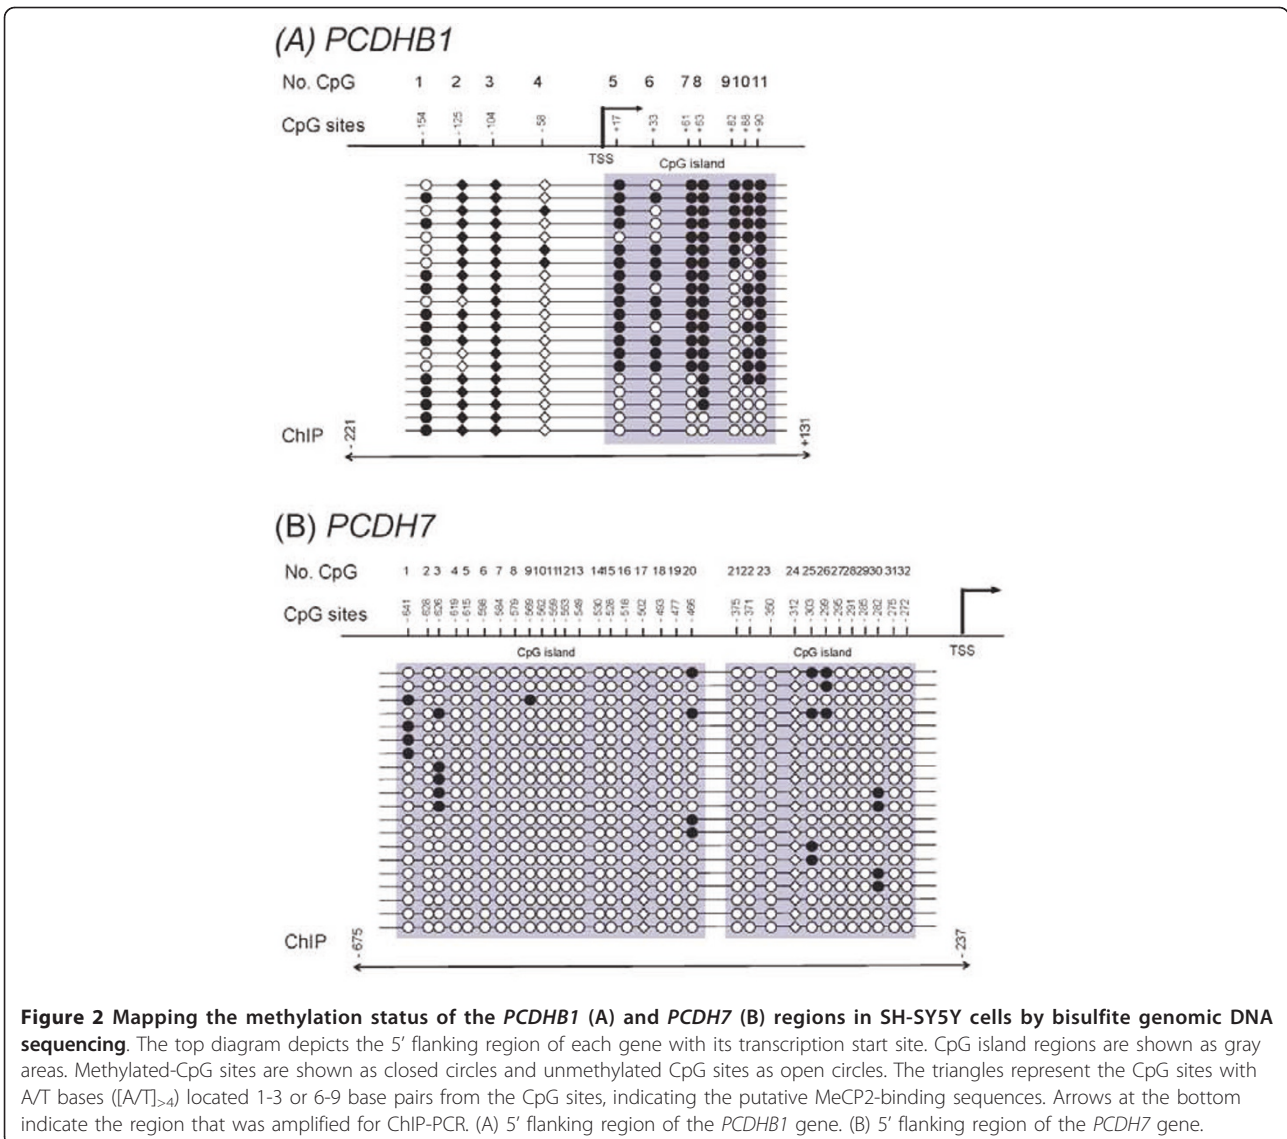 (A) PCDHB1
No. CpG 1 2 3 4 5 6 7 8 9 10 11
CpG sites -154 -125 -104 -58 +17 +33 +61 +63 +82 +88 +90
TSS CpG island
ChIP -221 +131
(B) PCDH7
No. CpG 1 2 3 4 5 6 7 8 9 10 11 12 13 14 15 16 17 18 19 20 21 22 23 24 25 26 27 28 29 30 31 32
CpG sites -641 -628 -626 -619 -615 -598 -584 -579 -569 -562 -559 -553 -549 -530 -526 -518 -502 -493 -477 -466 -375 -371 -350 -312 -303 -299 -295 -291 -285 -282 -275 -272
CpG island CpG island TSS
ChIP -675 -237
Figure 2 Mapping the methylation status of the PCDHB1 (A) and PCDH7 (B) regions in SH-SY5Y cells by bisulfite genomic DNA
sequencing. The top diagram depicts the 5’ flanking region of each gene with its transcription start site. CpG island regions are shown as gray
areas. Methylated-CpG sites are shown as closed circles and unmethylated CpG sites as open circles. The triangles represent the CpG sites with
A/T bases ([A/T]>4) located 1-3 or 6-9 base pairs from the CpG sites, indicating the putative MeCP2-binding sequences. Arrows at the bottom
indicate the region that was amplified for ChIP-PCR. (A) 5’ flanking region of the PCDHB1 gene. (B) 5’ flanking region of the PCDH7 gene.